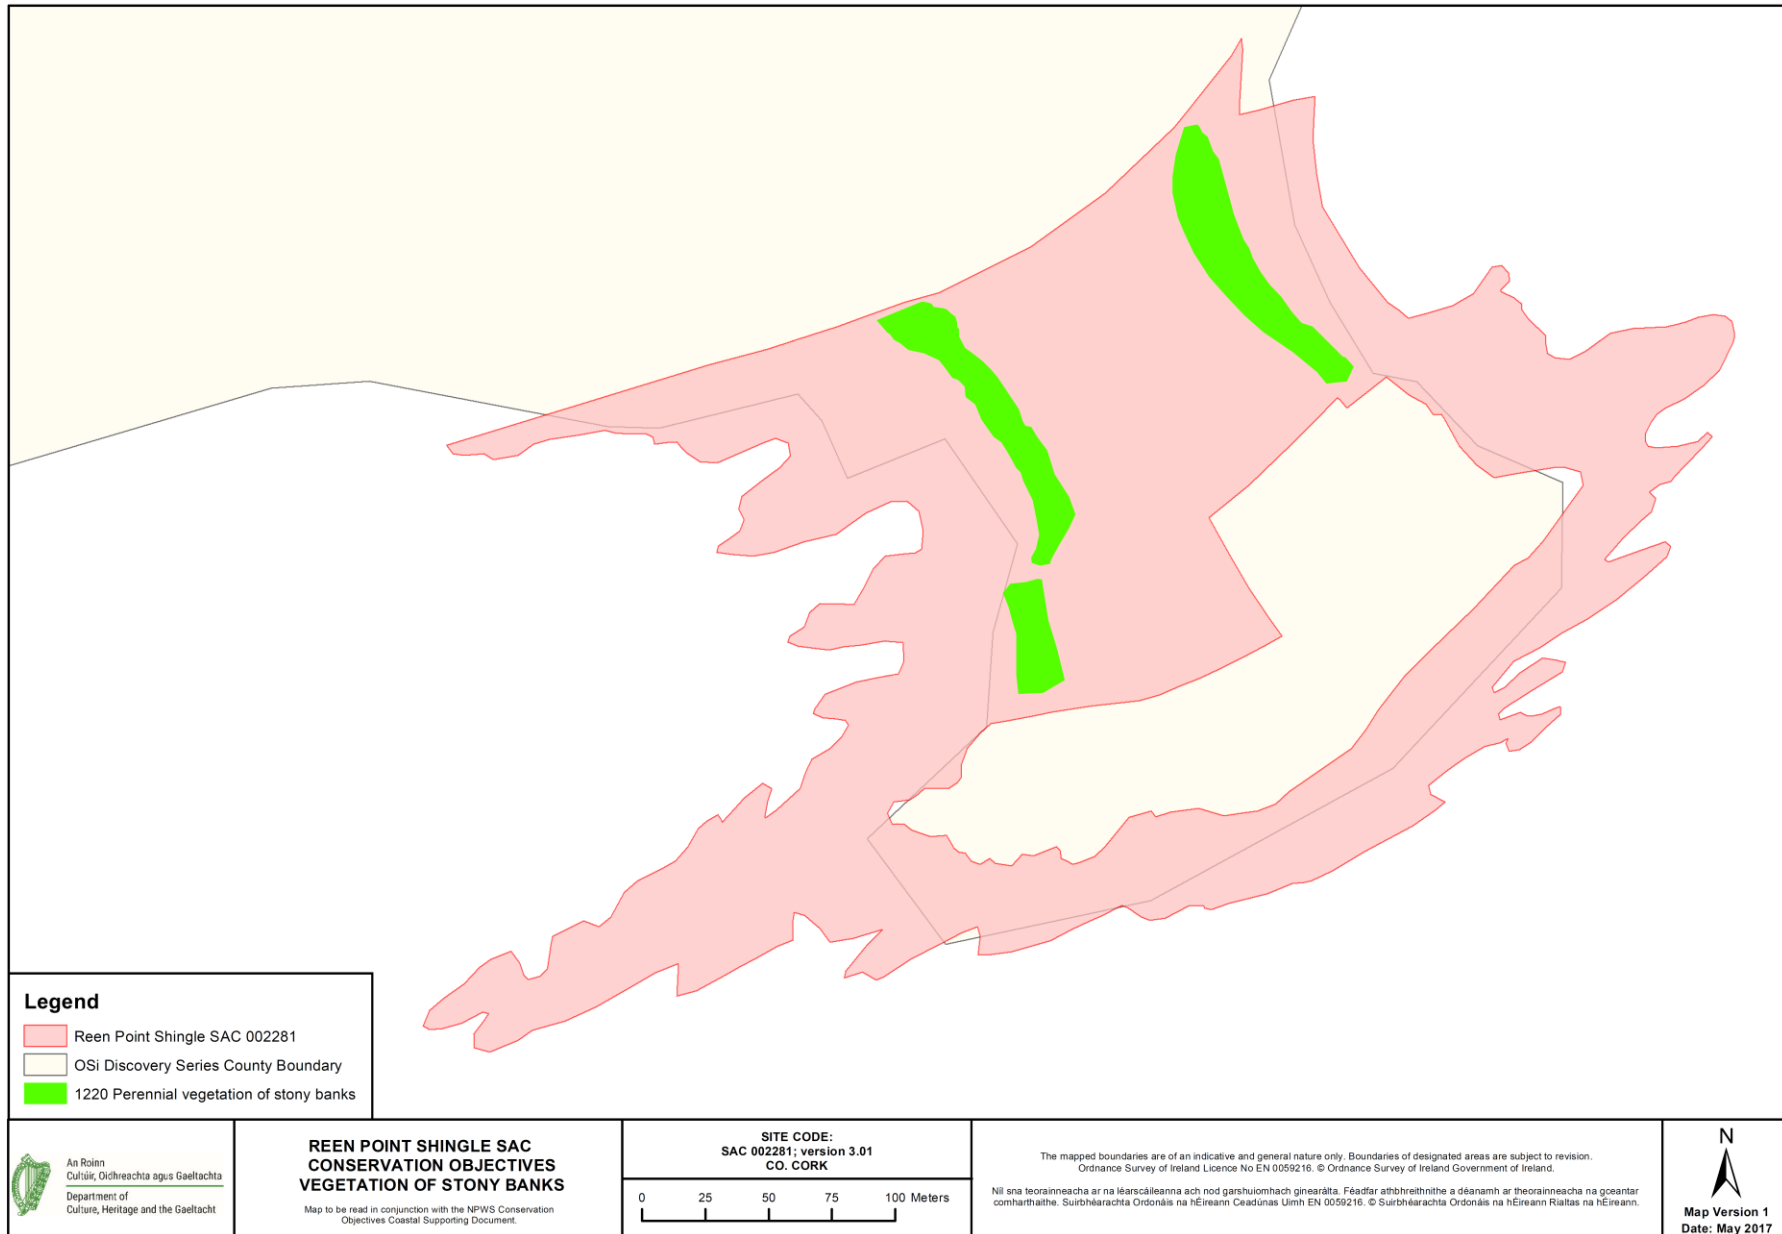 Legend
Reen Point Shingle SAC 002281
OSi Discovery Series County Boundary
1220 Perennial vegetation of stony banks
An Roinn
Cultúir, Oidhreachta agus Gaeltachta
Department of
Culture, Heritage and the Gaeltacht
REEN POINT SHINGLE SAC
CONSERVATION OBJECTIVES
VEGETATION OF STONY BANKS
Map to be read in conjunction with the NPWS Conservation
Objectives Coastal Supporting Document.
SITE CODE:
SAC 002281; version 3.01
CO. CORK
0 25 50 75 100 Meters
The mapped boundaries are of an indicative and general nature only. Boundaries of designated areas are subject to revision.
Ordnance Survey of Ireland Licence No EN 0059216. © Ordnance Survey of Ireland Government of Ireland.
Níl sna teorainneacha ar na léarscáileanna ach nod garshuiomhach ginearálta. Féadfar athbhreithnithe a déanamh ar theorainneacha na gceantar
comharthaithe. Suirbhéarachta Ordonáis na hÉireann Ceadúnas Uimh EN 0059216. © Suirbhéarachta Ordonáis na hÉireann Rialtas na hÉireann.
N
Map Version 1
Date: May 2017